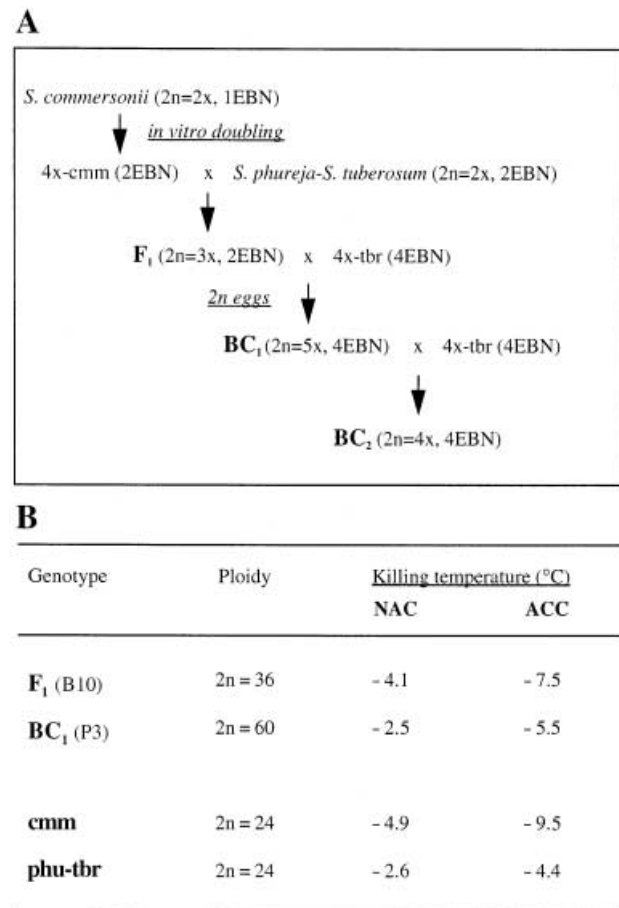 A
S. commersonii (2n=2x, 1EBN)
in vitro doubling
4x-cmm (2EBN) x S. phureja-S. tuberosum (2n=2x, 2EBN)
F1 (2n=3x, 2EBN) x 4x-tbr (4EBN)
2n eggs
BC1 (2n=5x, 4EBN) x 4x-tbr (4EBN)
BC2 (2n=4x, 4EBN)
B
Genotype Ploidy Killing temperature (°C)
NAC ACC
F1 (B10) 2n = 36 - 4.1 - 7.5
BC1 (P3) 2n = 60 - 2.5 - 5.5
cmm 2n = 24 - 4.9 - 9.5
phu-tbr 2n = 24 - 2.6 - 4.4